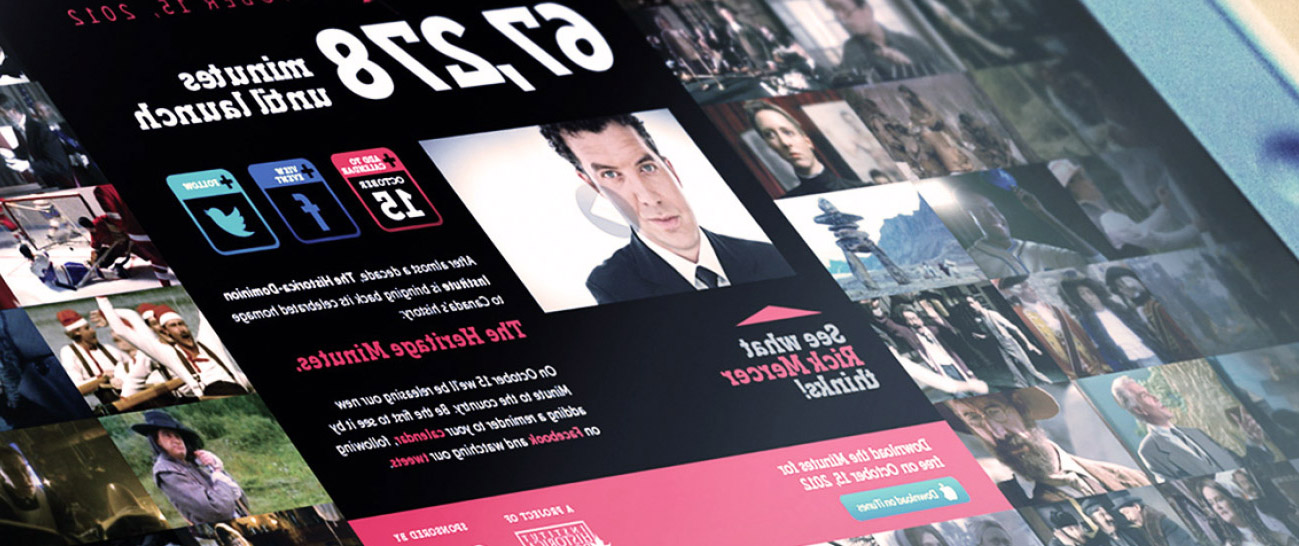 OCTOBER 15, 2012
67,278
minutes
until launch
ADD TO
CALENDAR
OCTOBER
15
VIEW
EVENT
FOLLOW
After almost a decade, The Historica-Dominion
Institute is bringing back is celebrated homage
to Canada's history:
The Heritage Minutes.
On October 15 we'll be relesing our new
Minute to the country. Be the first to see it by
adding a reminder to your calendar, following
on Facebook and watching our tweets.
See what
Rick Mercer
thinks!
Download the Minutes for
free on October 15, 2012
Download on iTunes
A PROJECT OF
SPONSORED BY